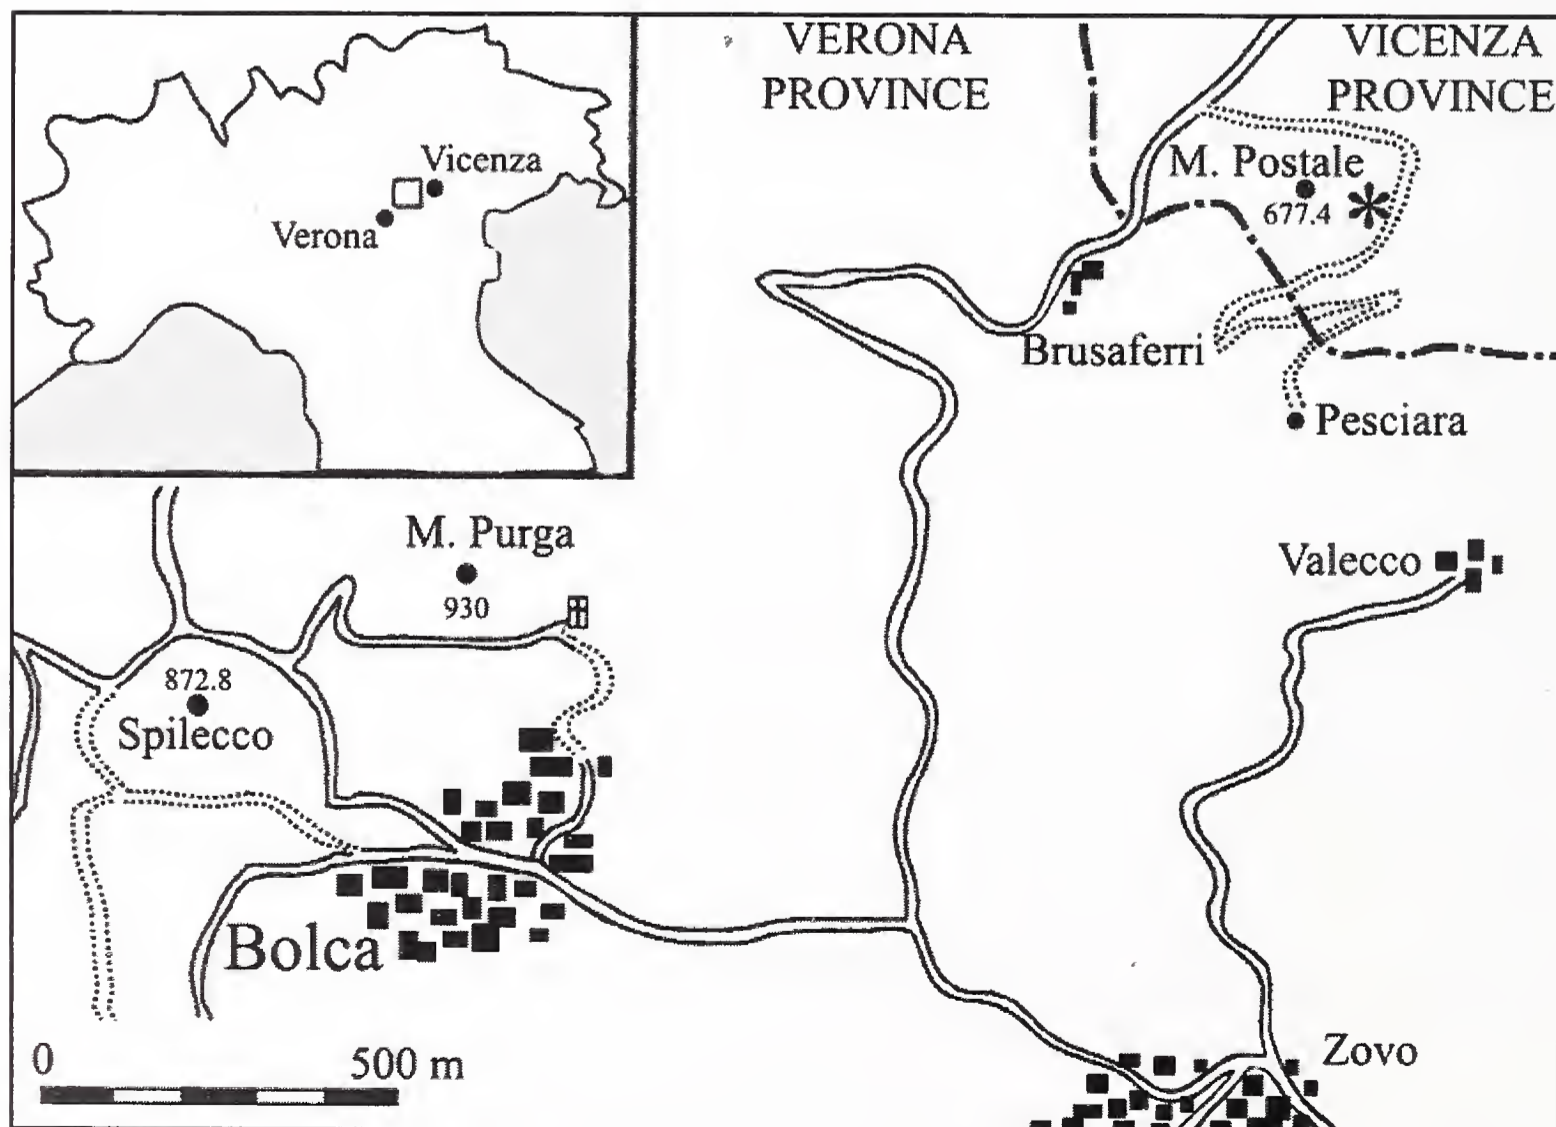 VERONA
PROVINCE
VICENZA
PROVINCE
Vicenza
Verona
M. Postale
677.4
Brusaferri
Pesciara
M. Purga
930
Valecco
872.8
Spilecco
Bolca
Zovo
0
500 m